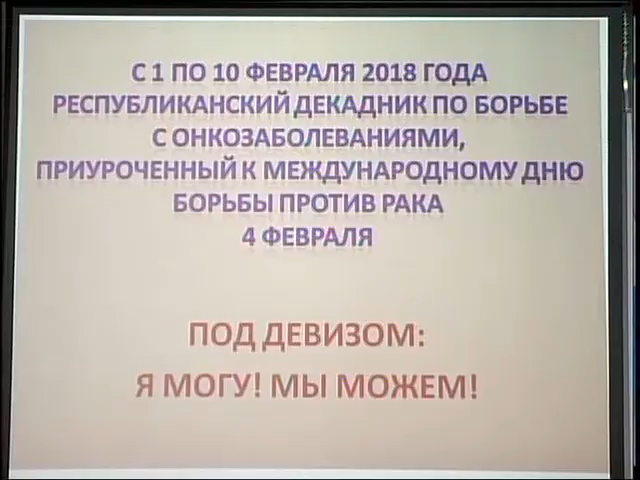 С 1 ПО 10 ФЕВРАЛЯ 2018 ГОДА
РЕСПУБЛИКАНСКИЙ ДЕКАДНИК ПО БОРЬБЕ
С ОНКОЗАБОЛЕВАНИЯМИ,
ПРИУРОЧЕННЫЙ К МЕЖДУНАРОДНОМУ ДНЮ
БОРЬБЫ ПРОТИВ РАКА
4 ФЕВРАЛЯ
ПОД ДЕВИЗОМ:
Я МОГУ! МЫ МОЖЕМ!